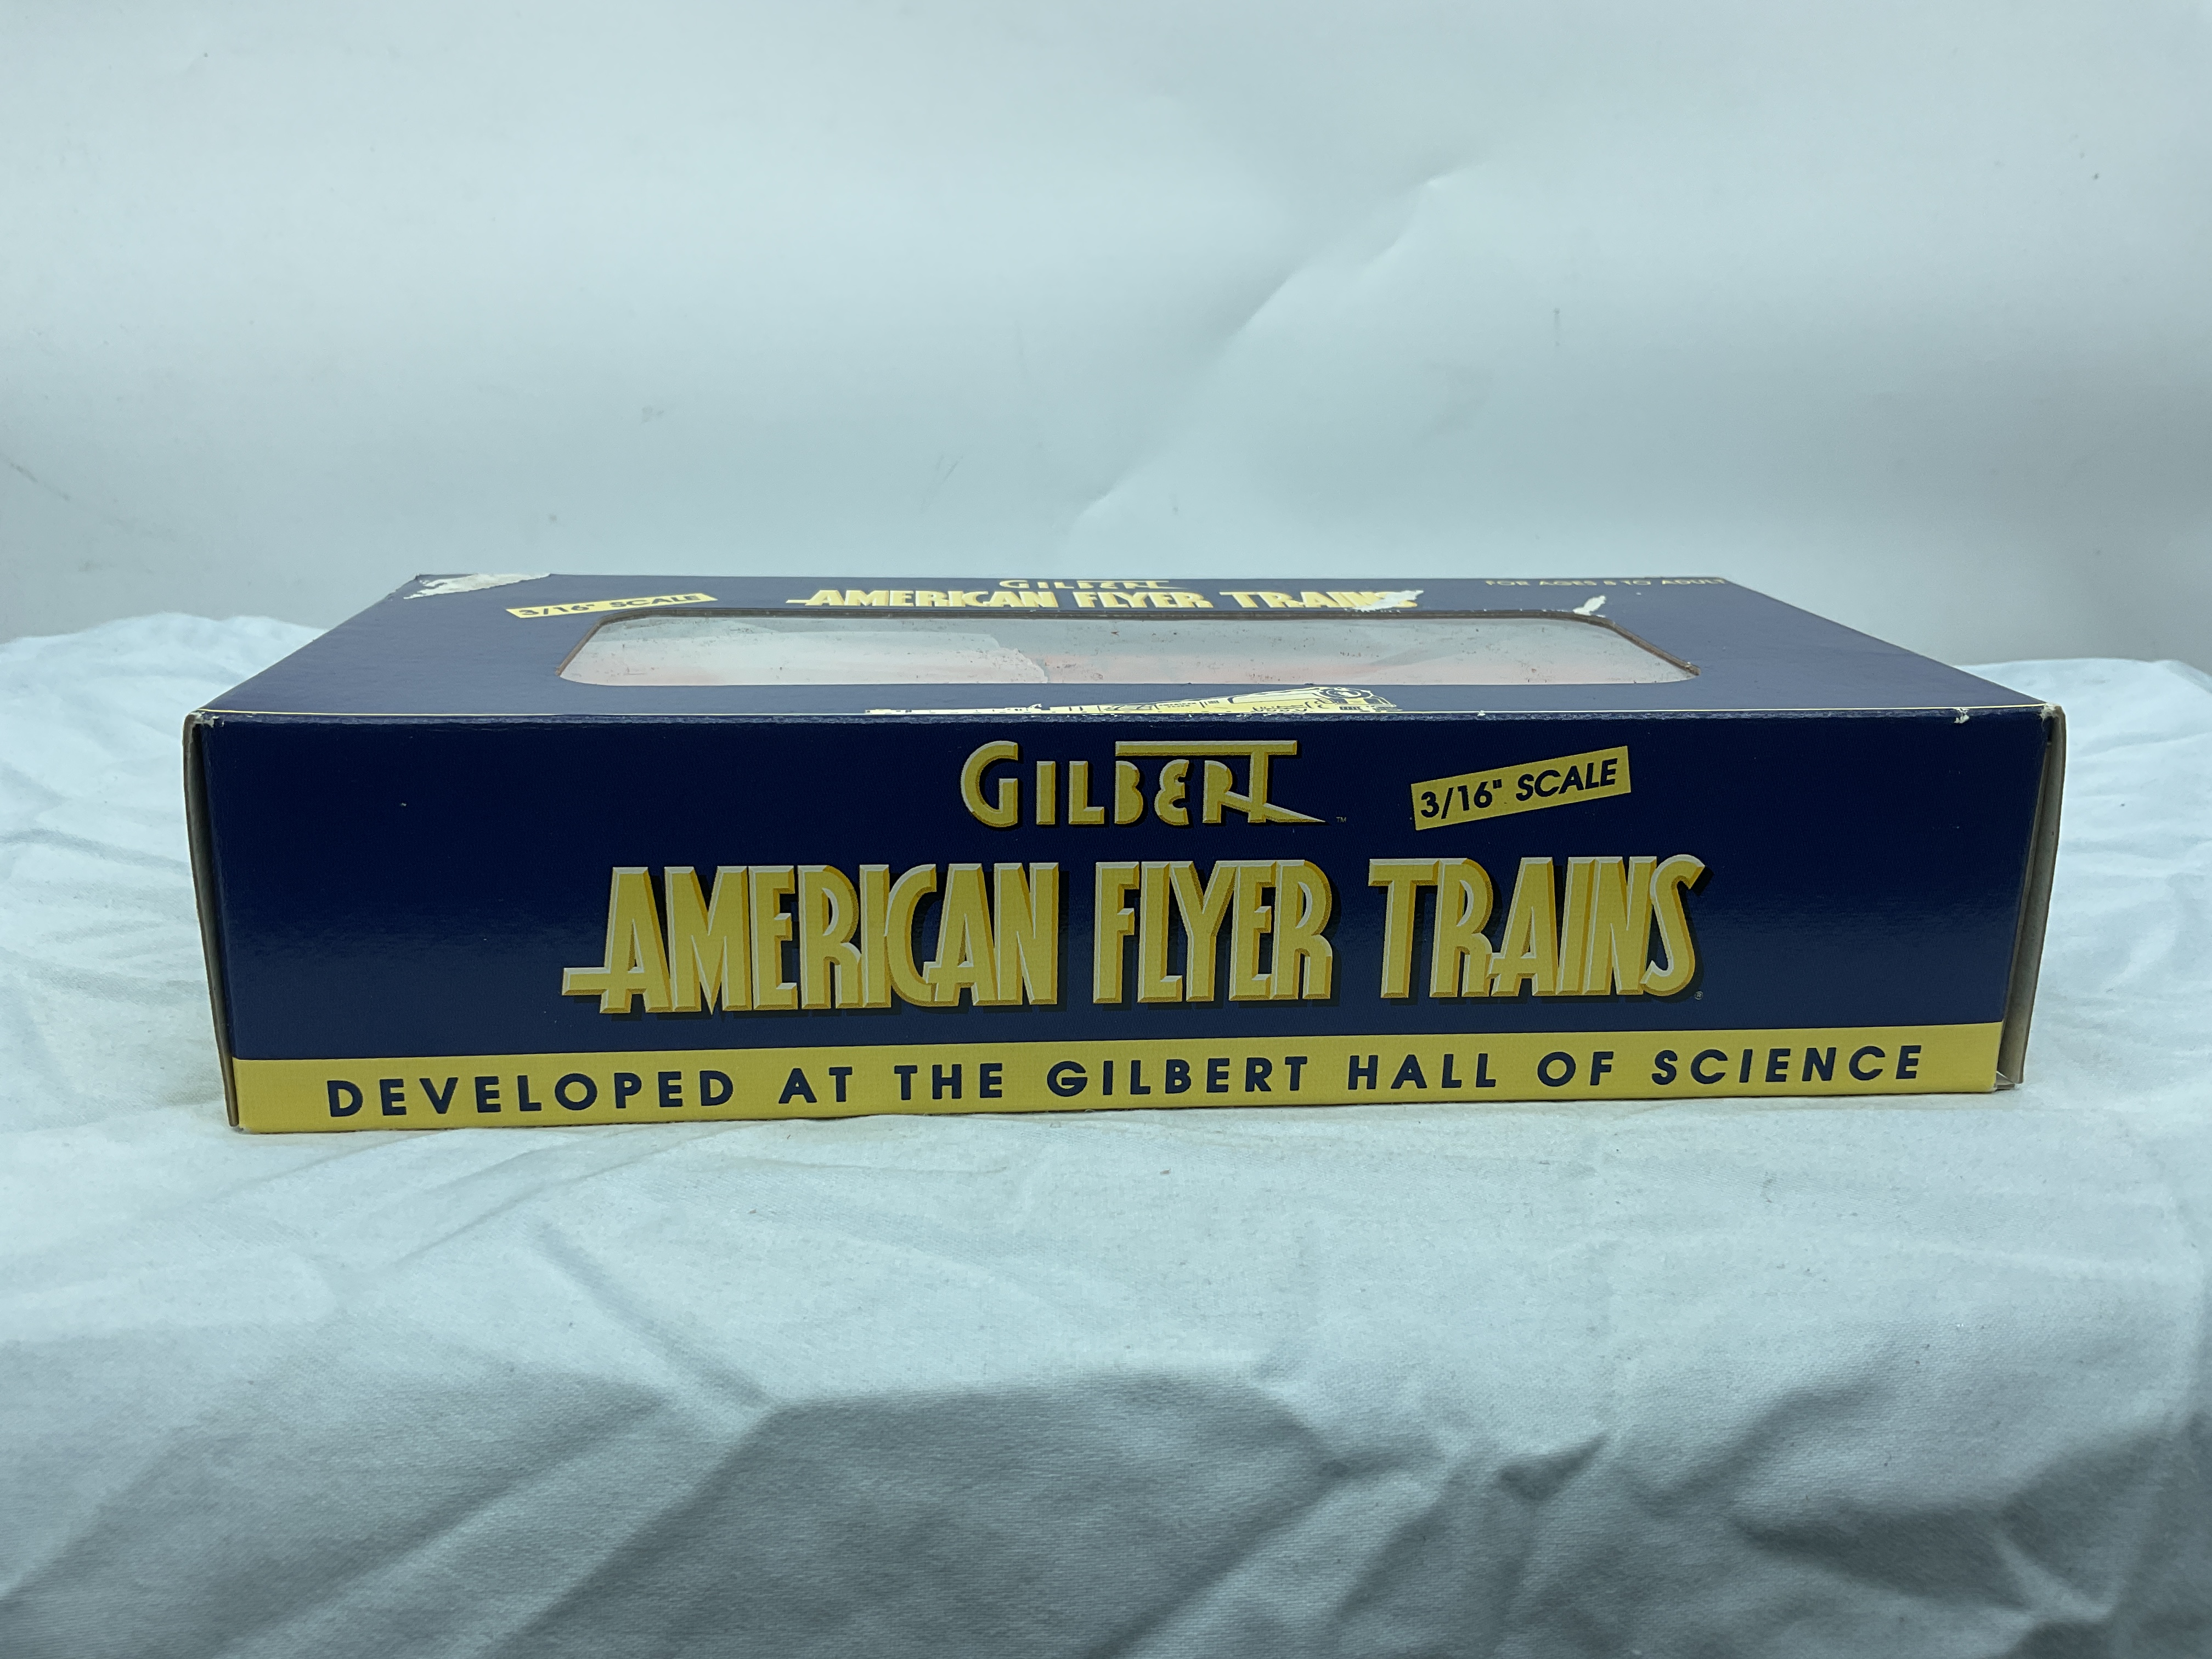 GILBERT
AMERICAN FLYER TRAINS
3/16" SCALE
FOR AGES 8 TO ADULT
GILBERT™
3/16" SCALE
AMERICAN FLYER TRAINS®
DEVELOPED AT THE GILBERT HALL OF SCIENCE